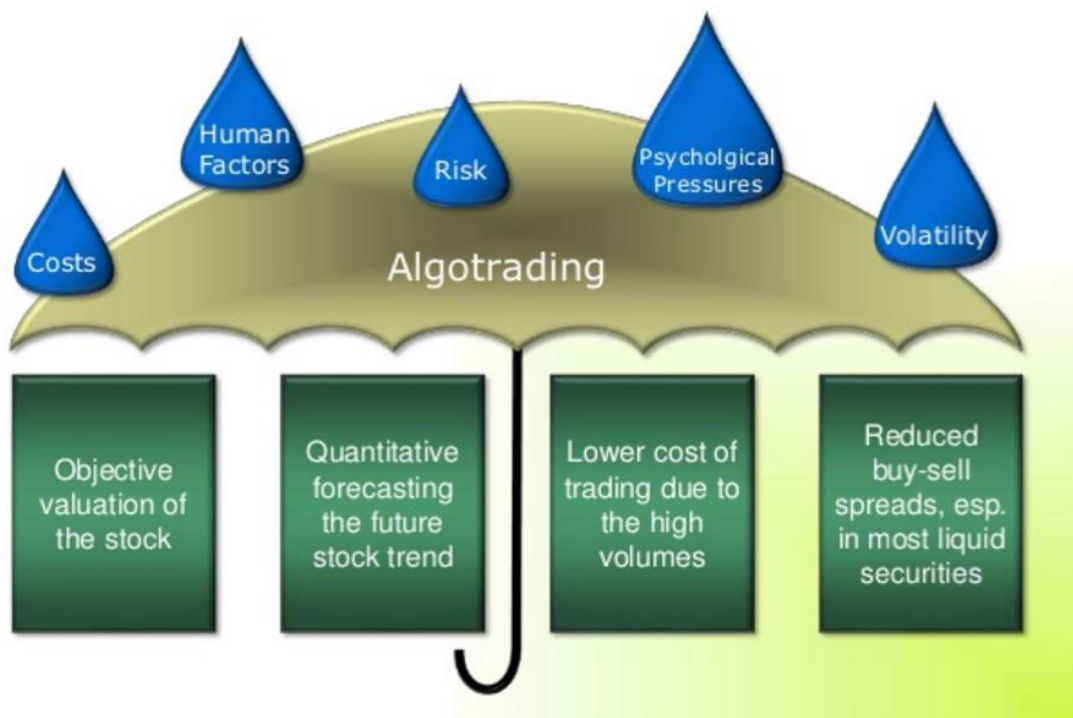 Human
Factors
Risk
Psycholgical
Pressures
Costs
Volatility
Algotrading
Objective
valuation of
the stock
Quantitative
forecasting
the future
stock trend
Lower cost of
trading due to
the high
volumes
Reduced
buy-sell
spreads, esp.
in most liquid
securities